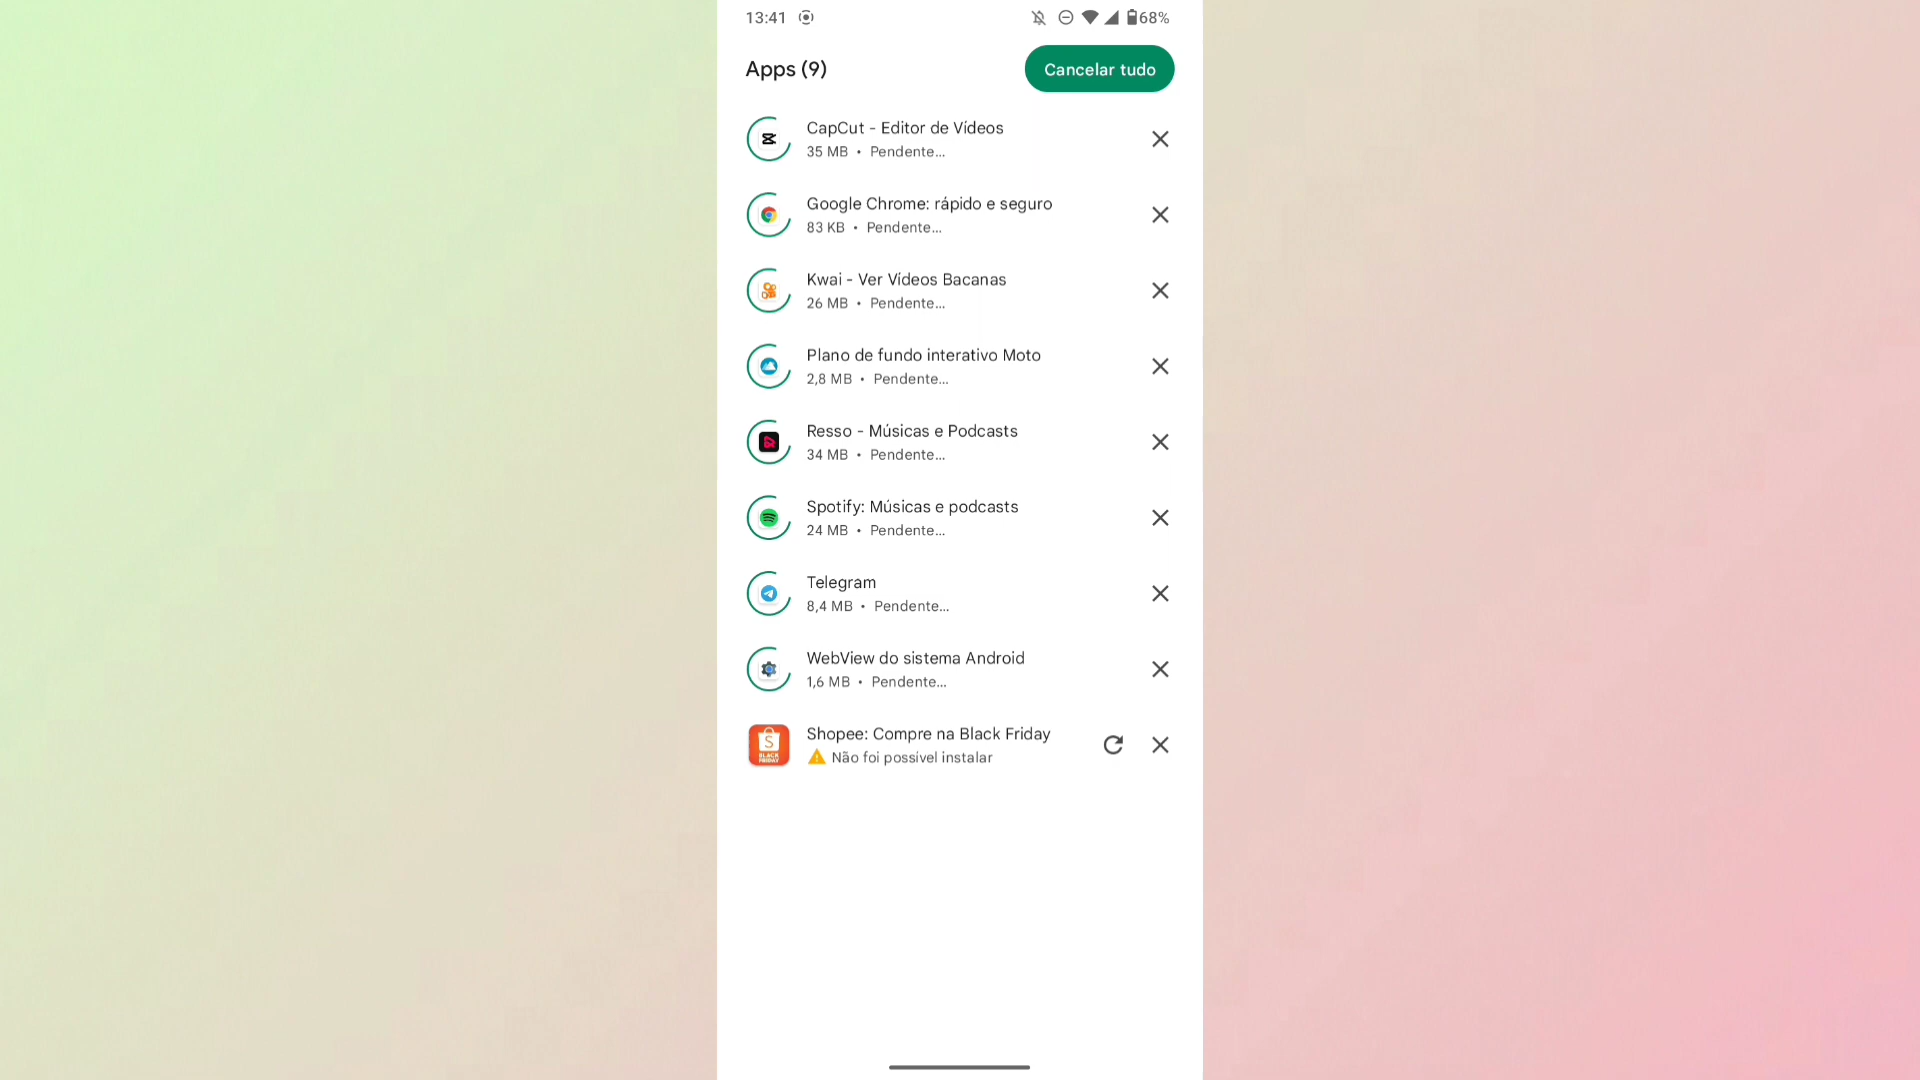 13:41
68%
Apps (9)
Cancelar tudo
CapCut - Editor de Vídeos
35 MB • Pendente...
Google Chrome: rápido e seguro
83 KB • Pendente...
Kwai - Ver Vídeos Bacanas
26 MB • Pendente...
Plano de fundo interativo Moto
2,8 MB • Pendente...
Resso - Músicas e Podcasts
34 MB • Pendente...
Spotify: Músicas e podcasts
24 MB • Pendente...
Telegram
8,4 MB • Pendente...
WebView do sistema Android
1,6 MB • Pendente...
Shopee: Compre na Black Friday
Não foi possível instalar
S
BLACK
FRIDAY